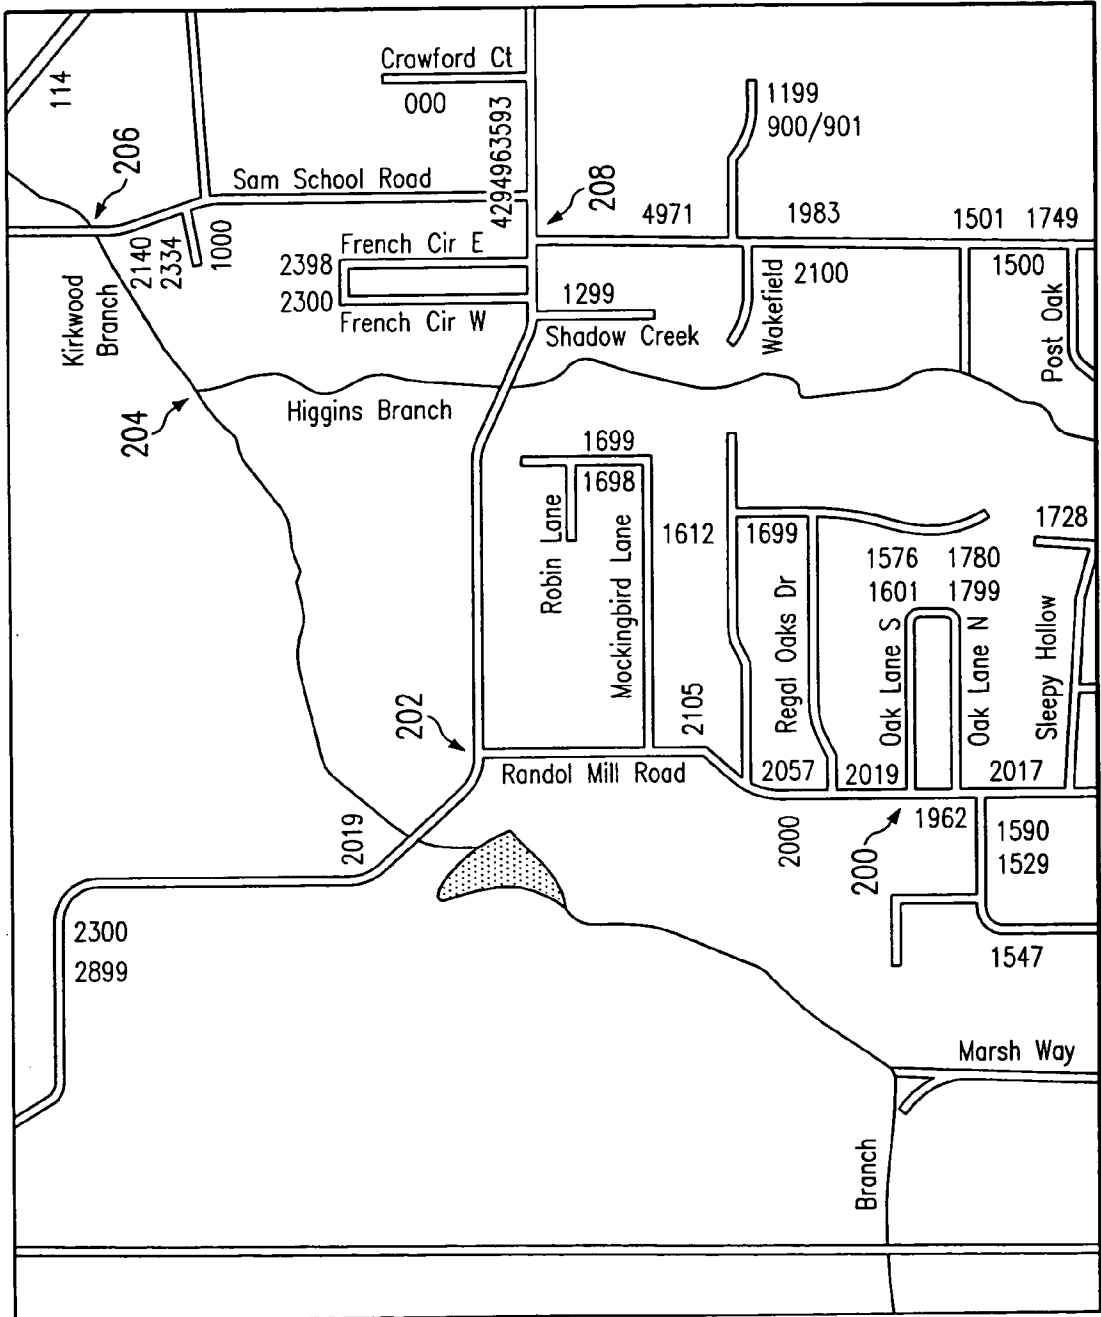 114
Crawford Ct
000
4294963593
1199
900/901
206
Sam School Road
208
4971
1983
1501
1749
2140
2334
1000
French Cir E
2398
2300
French Cir W
1299
Shadow Creek
Wakefield
2100
1500
Post Oak
Kirkwood
Branch
204
Higgins Branch
1699
1698
Robin Lane
Mockingbird Lane
1612
1699
1728
1576
1601
1780
1799
Regal Oaks Dr
Oak Lane S
Oak Lane N
Sleepy Hollow
202
2105
Randol Mill Road
2057
2019
2017
2019
2000
200
1962
1590
1529
2300
2899
1547
Marsh Way
Branch